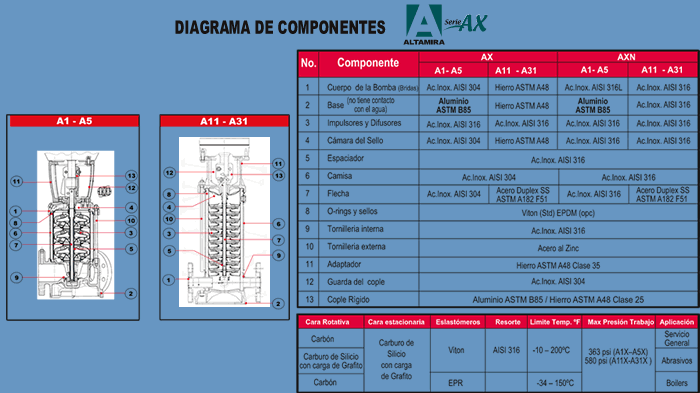 DIAGRAMA DE COMPONENTES
A
ALTAMIRA
Serie AX
A1 - A5
11
13
12
1
4
8
6
3
7
5
9
10
2
A11 - A31
12
11
13
8
4
3
7
6
5
1
9
2
No. Componente AX AXN
A1- A5 A11 - A31 A1- A5 A11 - A31
1 Cuerpo de la Bomba (Bridas) Ac.Inox. AISI 304 Hierro ASTM A48 Ac.Inox. AISI 316L Ac.Inox. AISI 316
2 Base (no tiene contacto con el agua) Aluminio ASTM B85 Hierro ASTM A48 Aluminio ASTM B85 Ac.Inox. AISI 316
3 Impulsores y Difusores Ac.Inox. AISI 316 Ac.Inox. AISI 316 Ac.Inox. AISI 316 Ac.Inox. AISI 316
4 Cámara del Sello Ac.Inox. AISI 304 Hierro ASTM A48 Ac.Inox. AISI 316 Ac.Inox. AISI 316
5 Espaciador Ac.Inox. AISI 316
6 Camisa Ac.Inox. AISI 304 Ac.Inox. AISI 316
7 Flecha Ac.Inox. AISI 304 Acero Duplex SS ASTM A182 F51 Ac.Inox. AISI 316 Acero Duplex SS ASTM A182 F51
8 O-rings y sellos Viton (Std) EPDM (opc)
9 Tornilleria interna Ac.Inox. AISI 316
10 Tornilleria externa Acero al Zinc
11 Adaptador Hierro ASTM A48 Clase 35
12 Guarda del cople Ac.Inox. AISI 304
13 Cople Rígido Aluminio ASTM B85 / Hierro ASTM A48 Clase 25
Cara Rotativa Cara estacionaria Eslastómeros Resorte Limite Temp. ºF Max Presión Trabajo Aplicación
Carbón Carburo de Silicio con carga de Grafito Viton AISI 316 -10 ~ 200ºC 363 psi (A1X–A5X) 580 psi (A11X-A31X ) Servicio General
Carburo de Silicio con carga de Grafito Abrasivos
Carbón EPR -34 ~ 150ºC Boilers